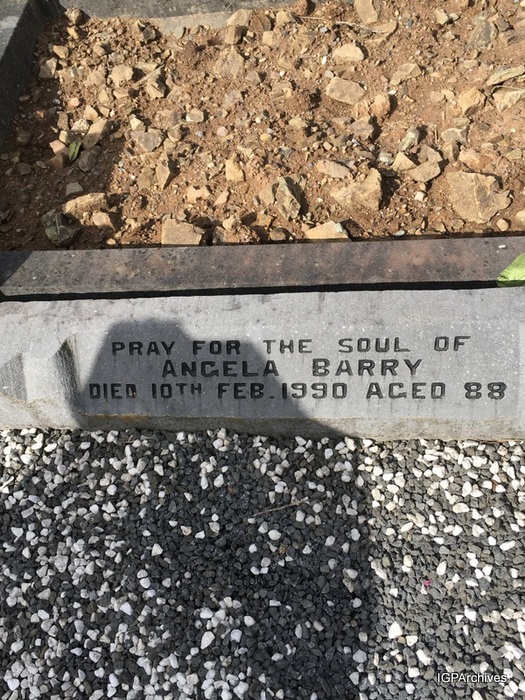 PRAY FOR THE SOUL OF
ANGELA BARRY
DIED 10TH FEB. 1990 AGED 88
IGPArchives